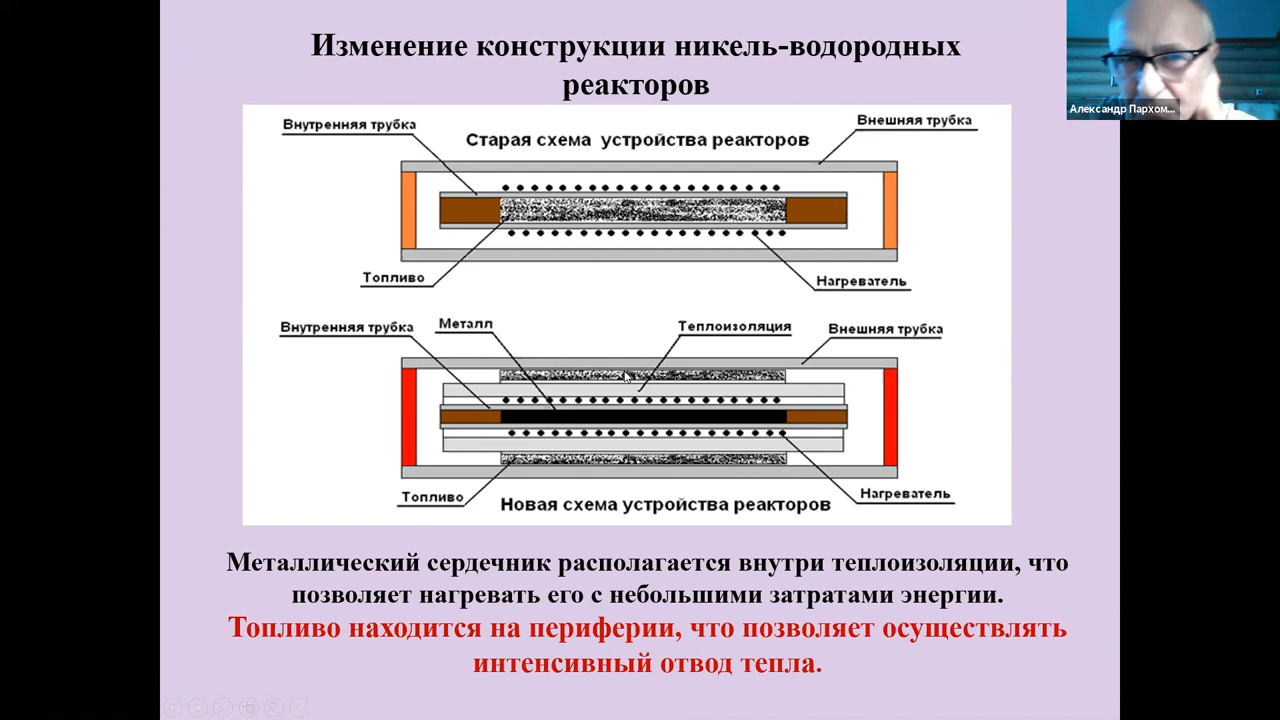 Изменение конструкции никель-водородных
реакторов
Александр Пархом...
Внутренняя трубка
Старая схема устройства реакторов
Внешняя трубка
Топливо
Нагреватель
Внутренняя трубка
Металл
Теплоизоляция
Внешняя трубка
Топливо
Новая схема устройства реакторов
Нагреватель
Металлический сердечник располагается внутри теплоизоляции, что
позволяет нагревать его с небольшими затратами энергии.
Топливо находится на периферии, что позволяет осуществлять
интенсивный отвод тепла.